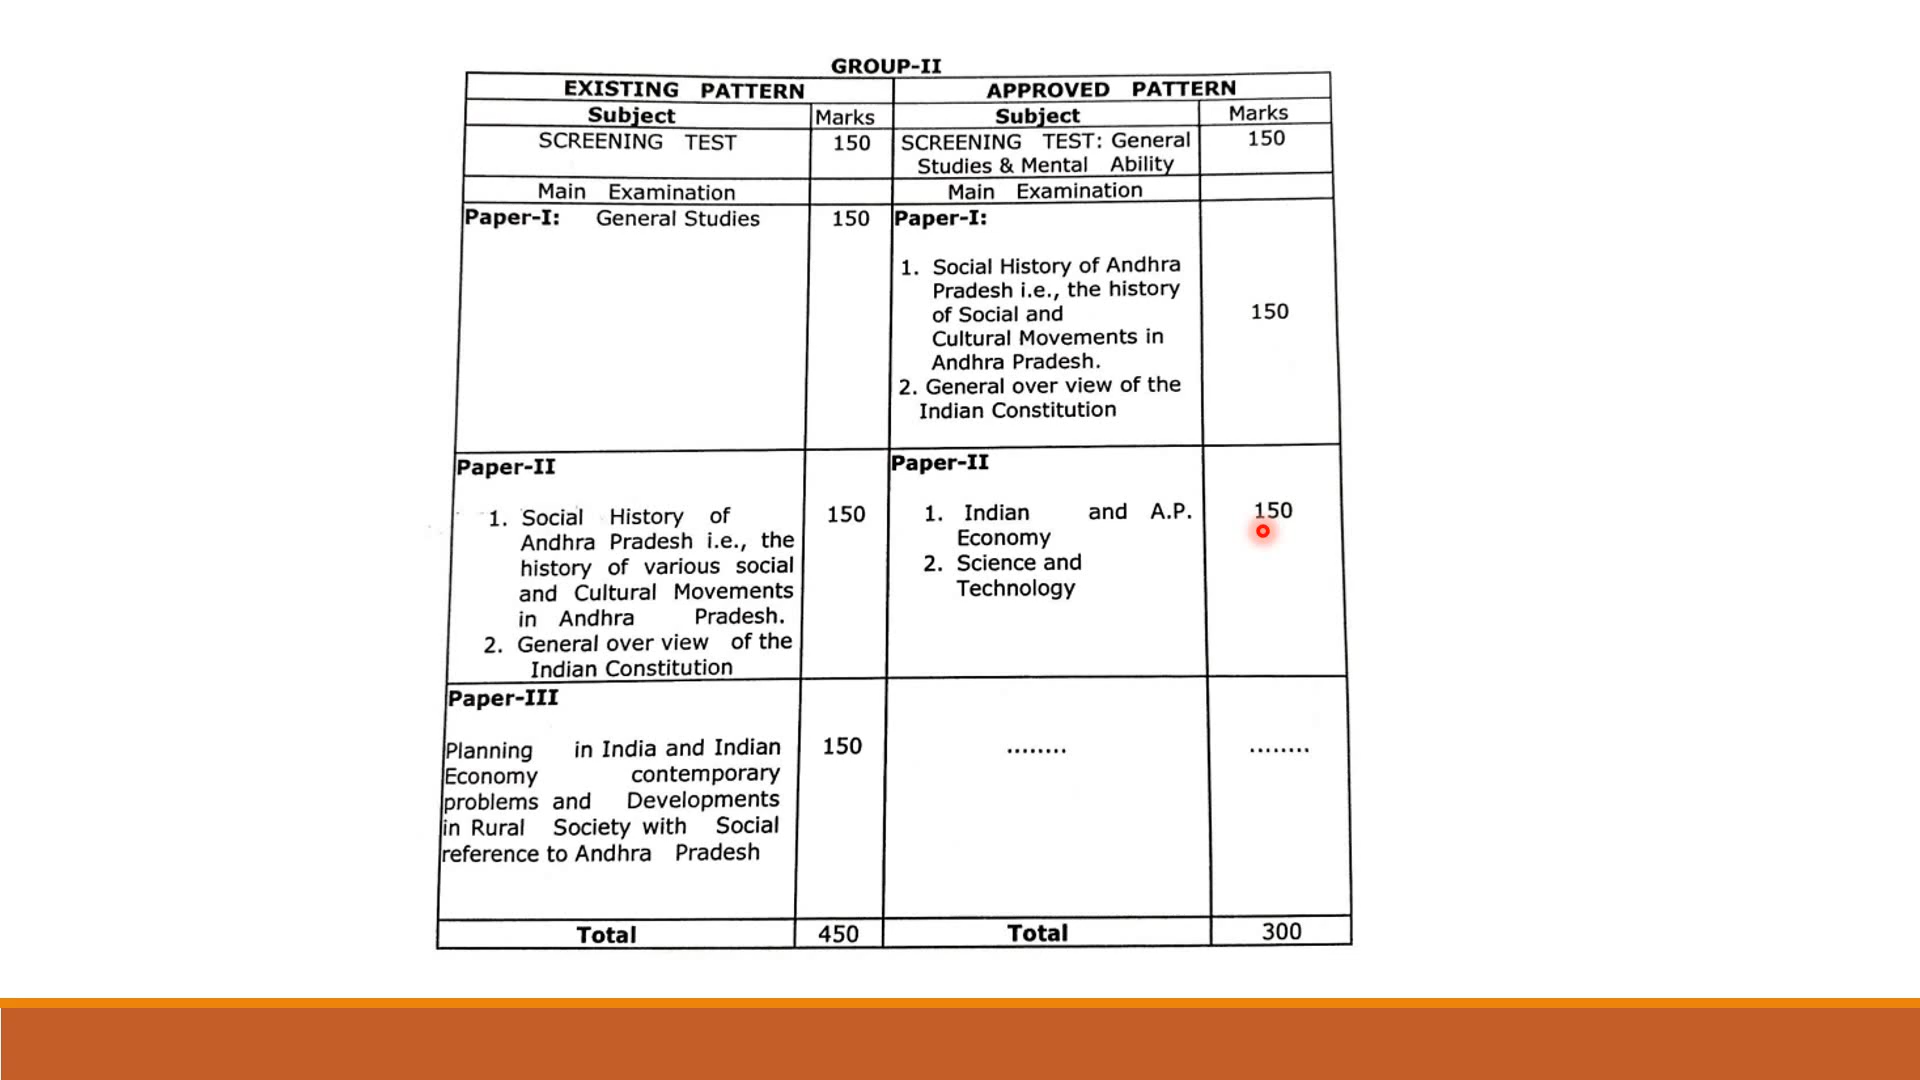 GROUP-II
EXISTING PATTERN APPROVED PATTERN
Subject Marks Subject Marks
SCREENING TEST 150 SCREENING TEST: General 150
Studies & Mental Ability
Main Examination Main Examination
Paper-I: General Studies 150 Paper-I:
1. Social History of Andhra
Pradesh i.e., the history
of Social and
150
Cultural Movements in
Andhra Pradesh.
2. General over view of the
Indian Constitution
Paper-II
1. Social History of 150
Andhra Pradesh i.e., the
history of various social
and Cultural Movements
in Andhra Pradesh.
2. General over view of the
Indian Constitution
Paper-II
1. Indian and A.P. 150
Economy
2. Science and
Technology
Paper-III
Planning in India and Indian 150 ........ ........
Economy contemporary
problems and Developments
in Rural Society with Social
reference to Andhra Pradesh
Total 450 Total 300